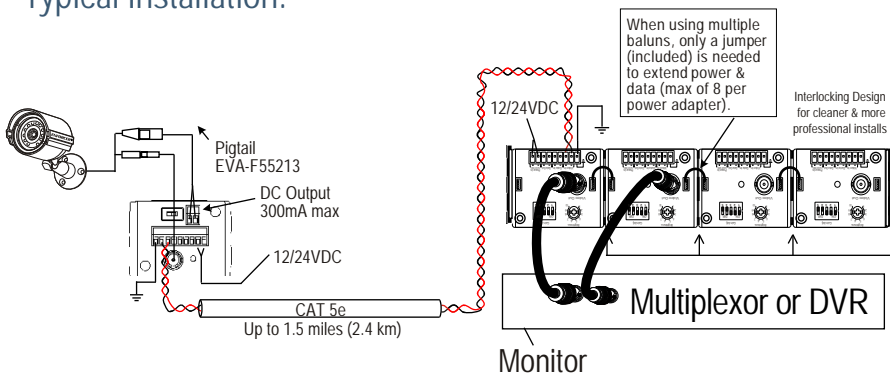 Typical Installation:
When using multiple
baluns, only a jumper
(included) is needed
to extend power &
data (max of 8 per
power adapter).
Interlocking Design
for cleaner & more
professional installs
12/24VDC
Pigtail
EVA-F55213
DC Output
300mA max
12/24VDC
CAT 5e
Up to 1.5 miles (2.4 km)
Multiplexor or DVR
Monitor